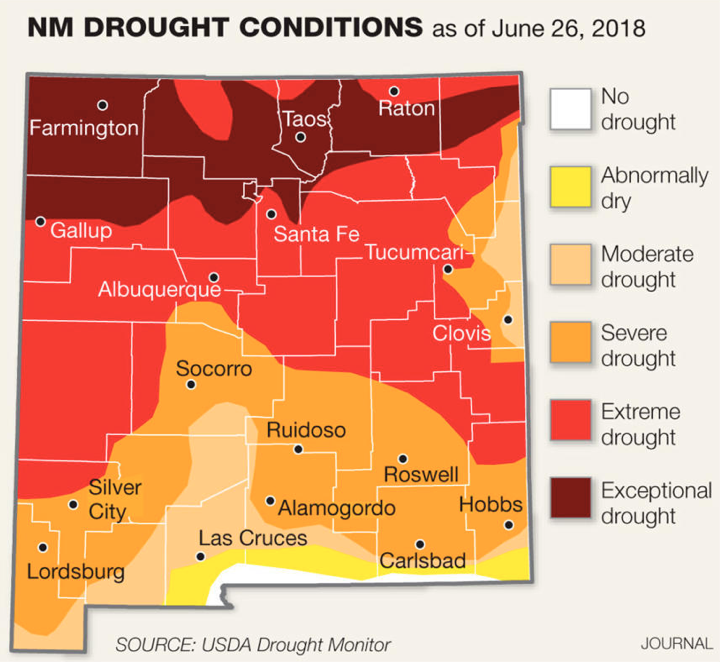 NM DROUGHT CONDITIONS as of June 26, 2018
No
drought
Abnormally
dry
Moderate
drought
Severe
drought
Extreme
drought
Exceptional
drought
Farmington
Taos
Raton
Gallup
Santa Fe
Tucumcari
Albuquerque
Clovis
Socorro
Ruidoso
Roswell
Silver
City
Alamogordo
Hobbs
Las Cruces
Carlsbad
Lordsburg
SOURCE: USDA Drought Monitor
JOURNAL